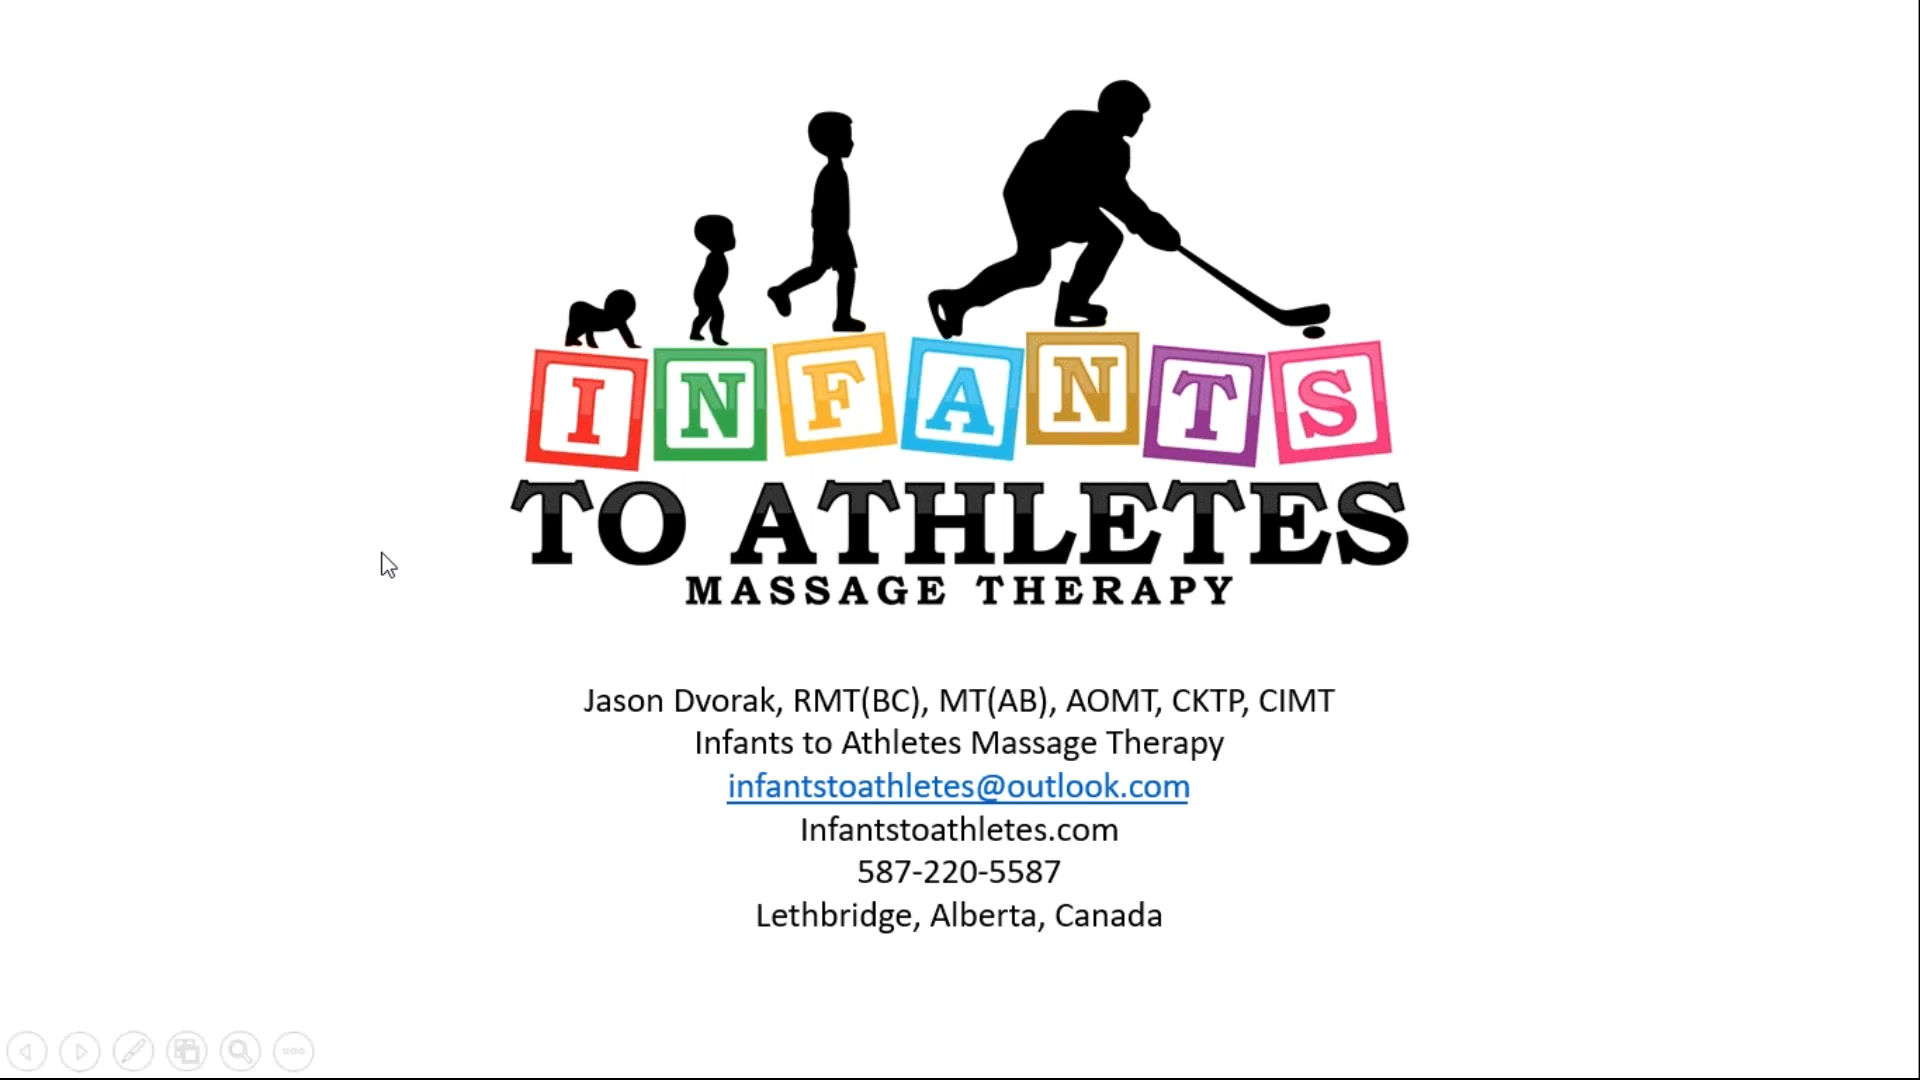 INFANTS
TO ATHLETES
MASSAGE THERAPY
Jason Dvorak, RMT(BC), MT(AB), AOMT, CKTP, CIMT
Infants to Athletes Massage Therapy
infantstoathletes@outlook.com
Infantstoathletes.com
587-220-5587
Lethbridge, Alberta, Canada